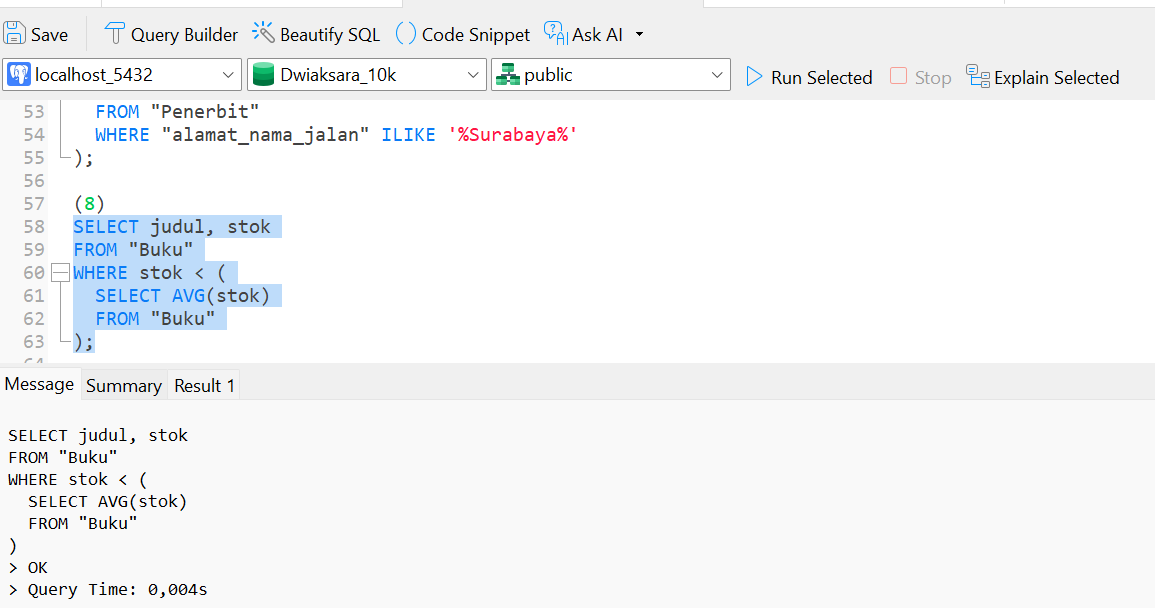 Save Query Builder Beautify SQL () Code Snippet Ask AI
localhost_5432 Dwiaksara_10k public Run Selected Stop Explain Selected
53 FROM "Penerbit"
54 WHERE "alamat_nama_jalan" ILIKE '%Surabaya%'
55 );
56
57 (8)
58 SELECT judul, stok
59 FROM "Buku"
60 WHERE stok < (
61 SELECT AVG(stok)
62 FROM "Buku"
63 );
64
Message Summary Result 1
SELECT judul, stok
FROM "Buku"
WHERE stok < (
SELECT AVG(stok)
FROM "Buku"
)
> OK
> Query Time: 0,004s